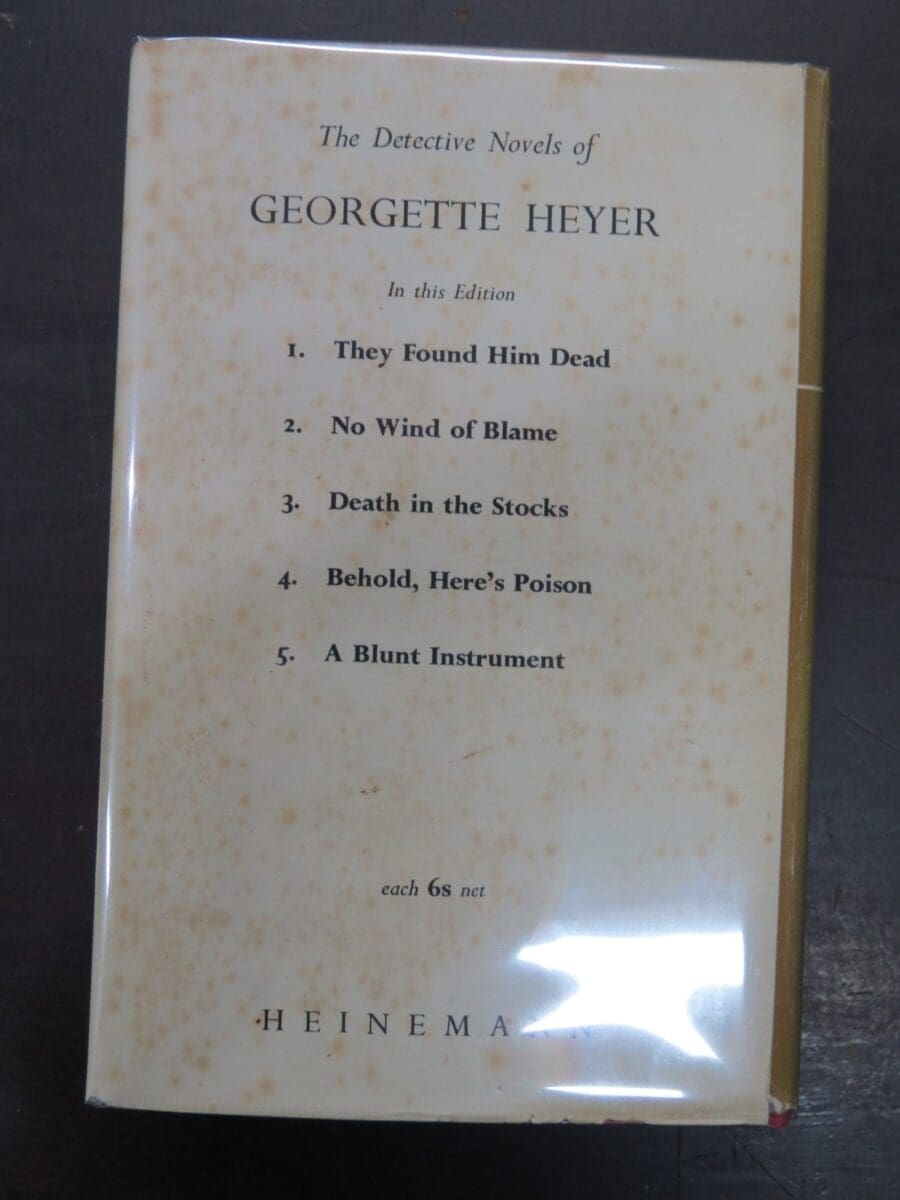 The Detective Novels of
GEORGETTE HEYER
In this Edition
1. They Found Him Dead
2. No Wind of Blame
3. Death in the Stocks
4. Behold, Here's Poison
5. A Blunt Instrument
each 6s net
HEINEMANN